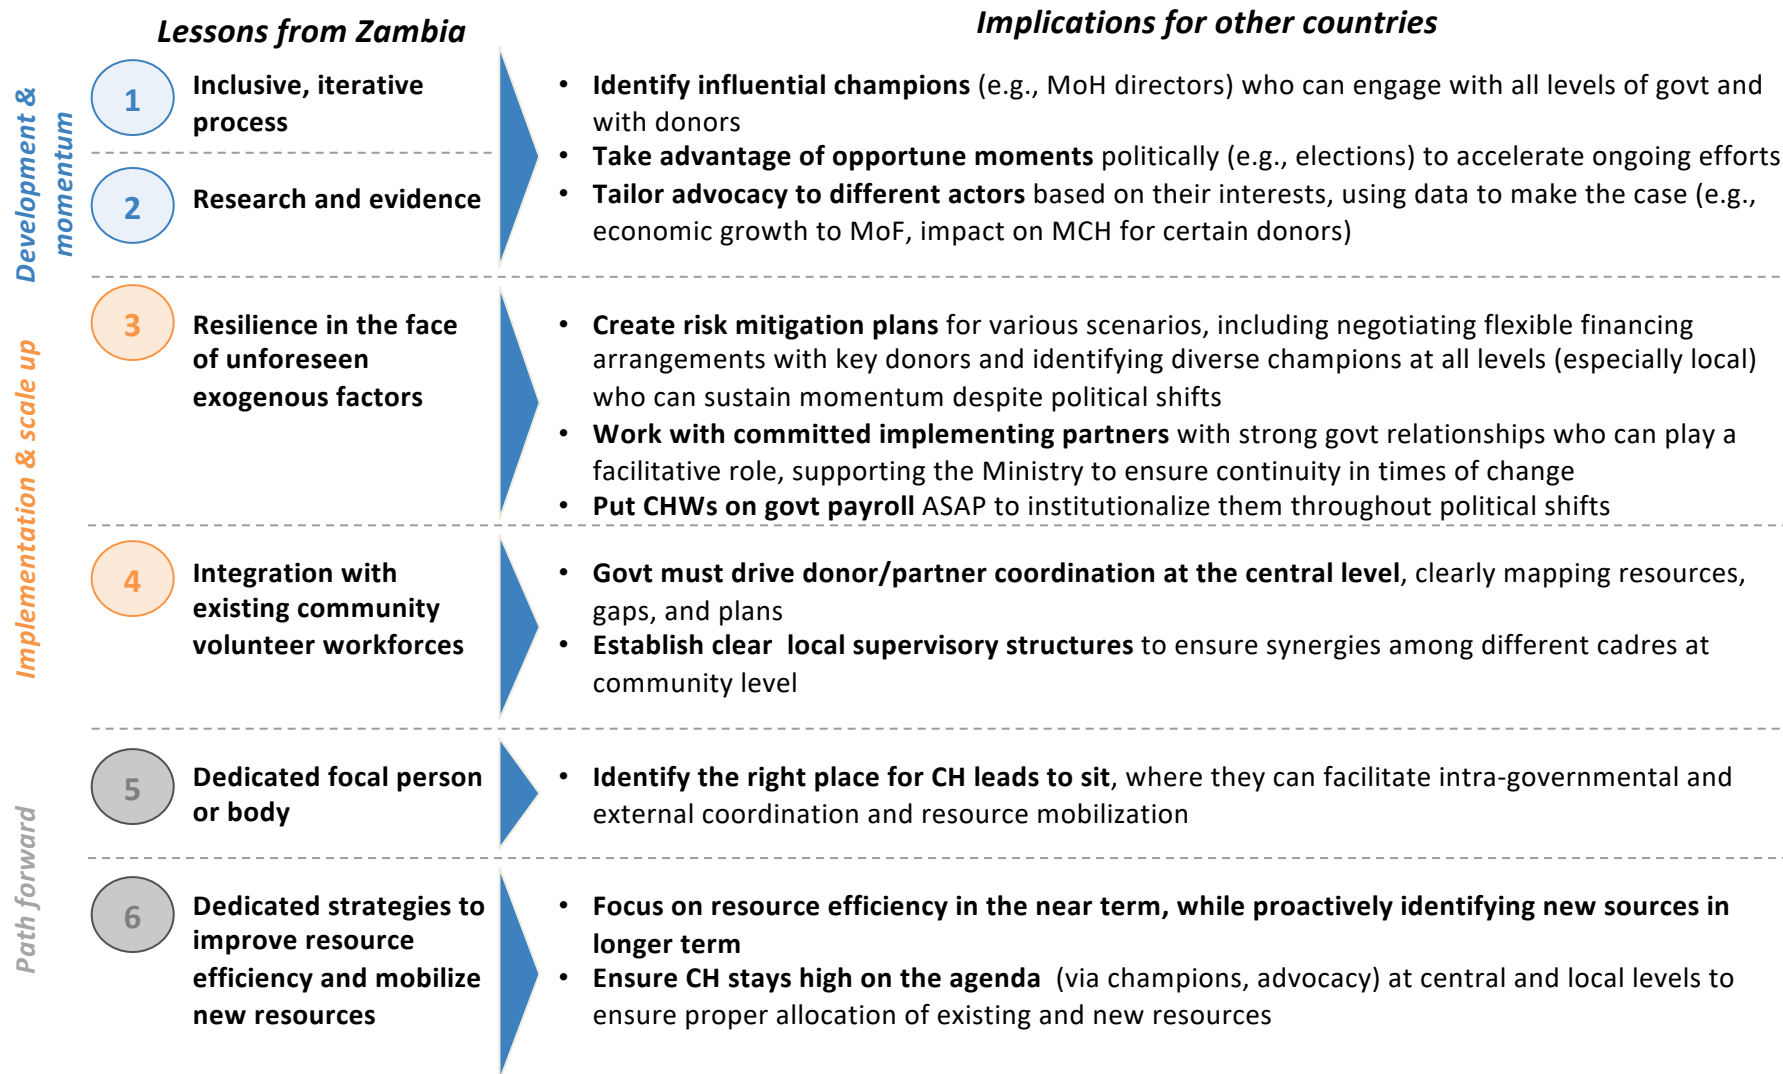 Lessons from Zambia
Implications for other countries
Development &
momentum
1
Inclusive, iterative
process
2
Research and evidence
• Identify influential champions (e.g., MoH directors) who can engage with all levels of govt and
with donors
• Take advantage of opportune moments politically (e.g., elections) to accelerate ongoing efforts
• Tailor advocacy to different actors based on their interests, using data to make the case (e.g.,
economic growth to MoF, impact on MCH for certain donors)
Implementation & scale up
3
Resilience in the face
of unforeseen
exogenous factors
• Create risk mitigation plans for various scenarios, including negotiating flexible financing
arrangements with key donors and identifying diverse champions at all levels (especially local)
who can sustain momentum despite political shifts
• Work with committed implementing partners with strong govt relationships who can play a
facilitative role, supporting the Ministry to ensure continuity in times of change
• Put CHWs on govt payroll ASAP to institutionalize them throughout political shifts
4
Integration with
existing community
volunteer workforces
• Govt must drive donor/partner coordination at the central level, clearly mapping resources,
gaps, and plans
• Establish clear local supervisory structures to ensure synergies among different cadres at
community level
Path forward
5
Dedicated focal person
or body
• Identify the right place for CH leads to sit, where they can facilitate intra-governmental and
external coordination and resource mobilization
6
Dedicated strategies to
improve resource
efficiency and mobilize
new resources
• Focus on resource efficiency in the near term, while proactively identifying new sources in
longer term
• Ensure CH stays high on the agenda (via champions, advocacy) at central and local levels to
ensure proper allocation of existing and new resources